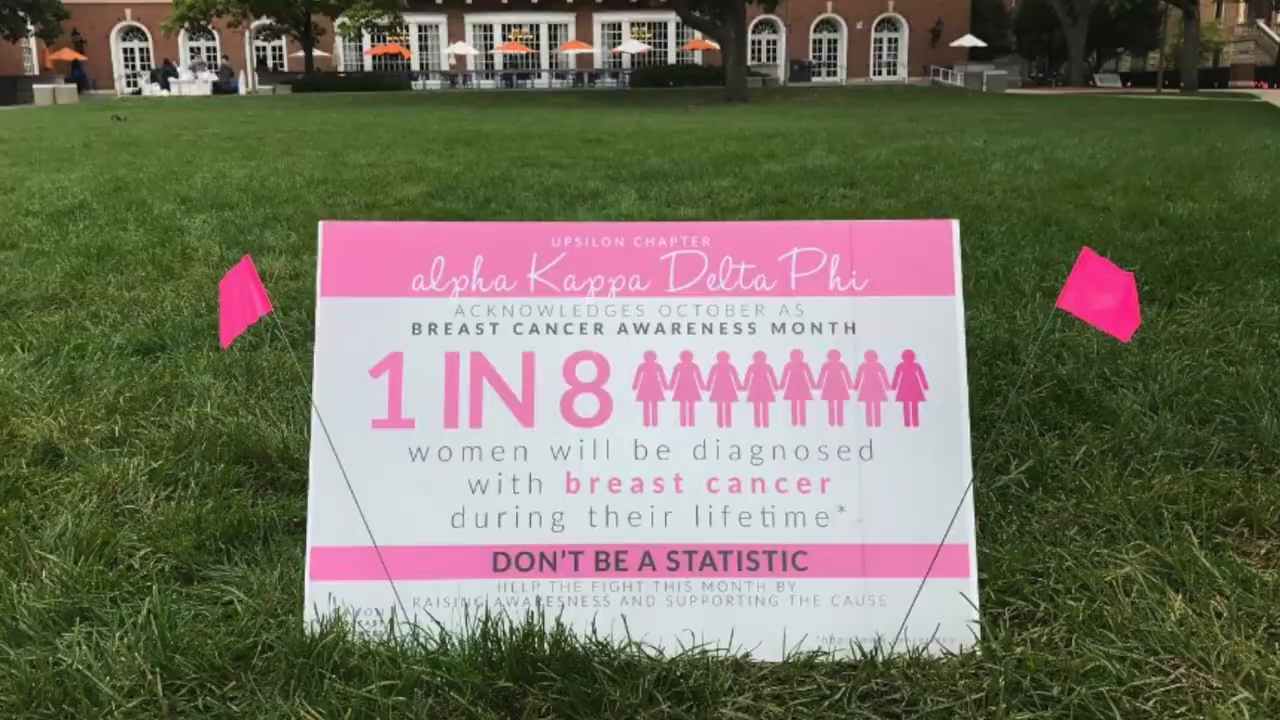 UPSILON CHAPTER
alpha Kappa Delta Phi
ACKNOWLEDGES OCTOBER AS
BREAST CANCER AWARENESS MONTH
1 IN 8
women will be diagnosed
with breast cancer
during their lifetime*
DON'T BE A STATISTIC
HELP THE FIGHT THIS MONTH BY
RAISING AWARESNESS AND SUPPORTING THE CAUSE